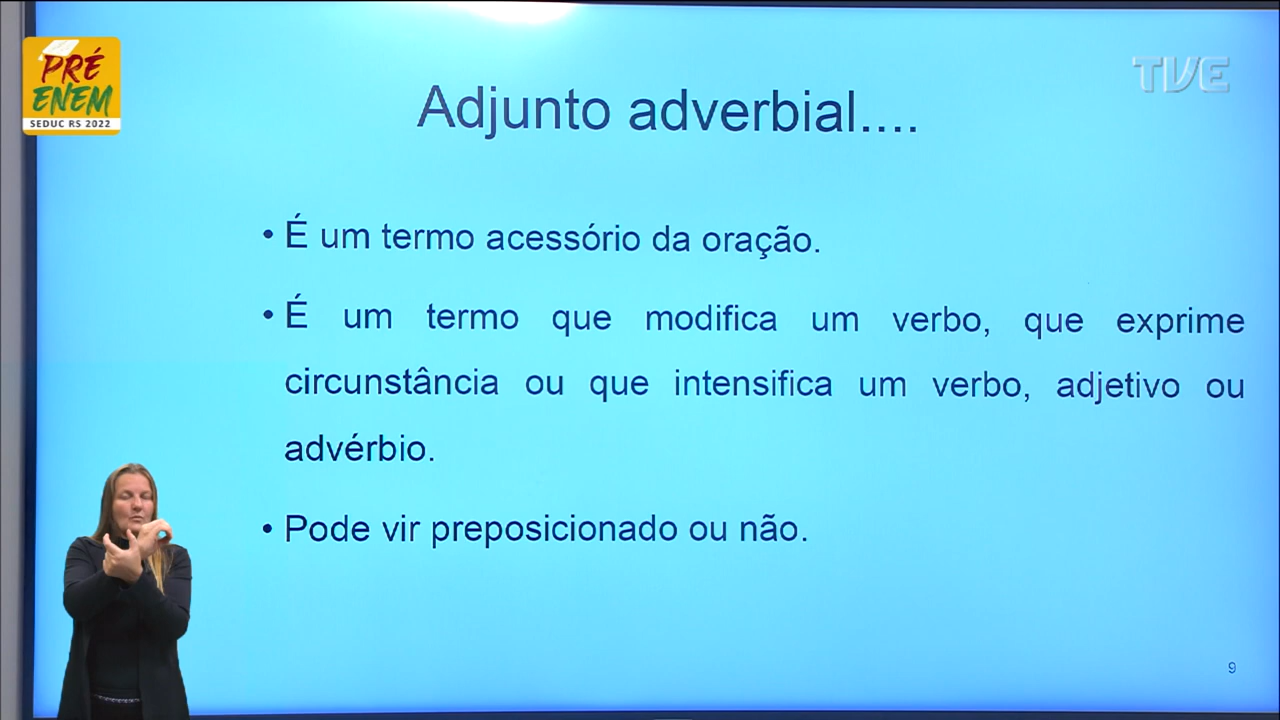 PRÉ
ENEM
SEDUC RS 2022
TVE
Adjunto adverbial....
• É um termo acessório da oração.
• É um termo que modifica um verbo, que exprime
circunstância ou que intensifica um verbo, adjetivo ou
advérbio.
• Pode vir preposicionado ou não.
9